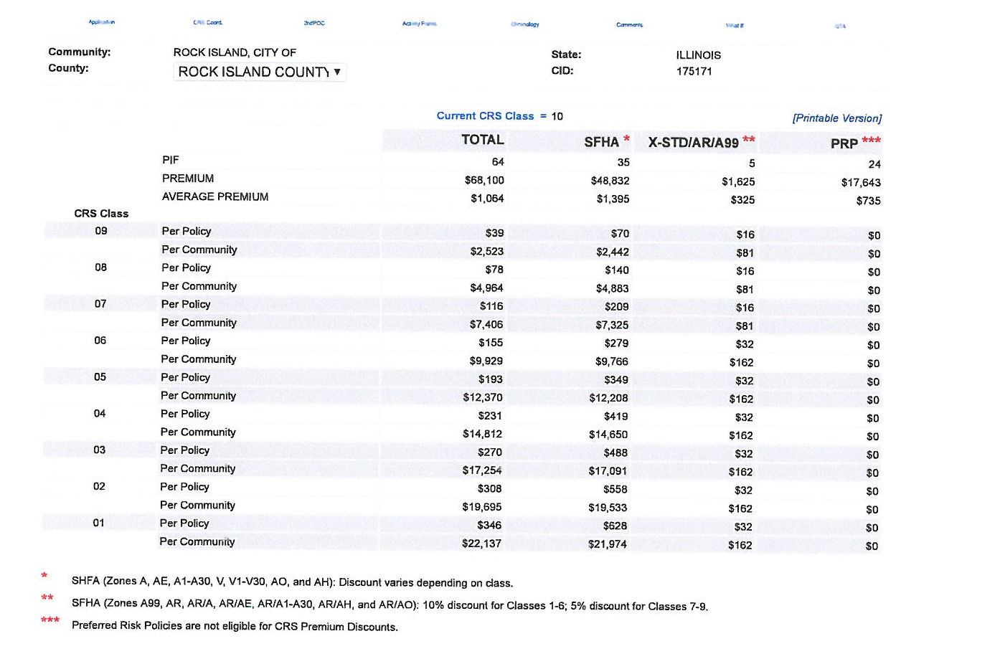 Application CRS Coord. 2ndPOC Activity Points Chronology Comments What If
Community: ROCK ISLAND, CITY OF State: ILLINOIS
County: ROCK ISLAND COUNTY ▼ CID: 175171
Current CRS Class = 10 [Printable Version]
TOTAL SFHA * X-STD/AR/A99 ** PRP ***
PIF 64 35 5 24
PREMIUM $68,100 $48,832 $1,625 $17,643
AVERAGE PREMIUM $1,064 $1,395 $325 $735
CRS Class
09 Per Policy $39 $70 $16 $0
Per Community $2,523 $2,442 $81 $0
08 Per Policy $78 $140 $16 $0
Per Community $4,964 $4,883 $81 $0
07 Per Policy $116 $209 $16 $0
Per Community $7,406 $7,325 $81 $0
06 Per Policy $155 $279 $32 $0
Per Community $9,929 $9,766 $162 $0
05 Per Policy $193 $349 $32 $0
Per Community $12,370 $12,208 $162 $0
04 Per Policy $231 $419 $32 $0
Per Community $14,812 $14,650 $162 $0
03 Per Policy $270 $488 $32 $0
Per Community $17,254 $17,091 $162 $0
02 Per Policy $308 $558 $32 $0
Per Community $19,695 $19,533 $162 $0
01 Per Policy $346 $628 $32 $0
Per Community $22,137 $21,974 $162 $0
* SHFA (Zones A, AE, A1-A30, V, V1-V30, AO, and AH): Discount varies depending on class.
** SFHA (Zones A99, AR, AR/A, AR/AE, AR/A1-A30, AR/AH, and AR/AO): 10% discount for Classes 1-6; 5% discount for Classes 7-9.
*** Preferred Risk Policies are not eligible for CRS Premium Discounts.